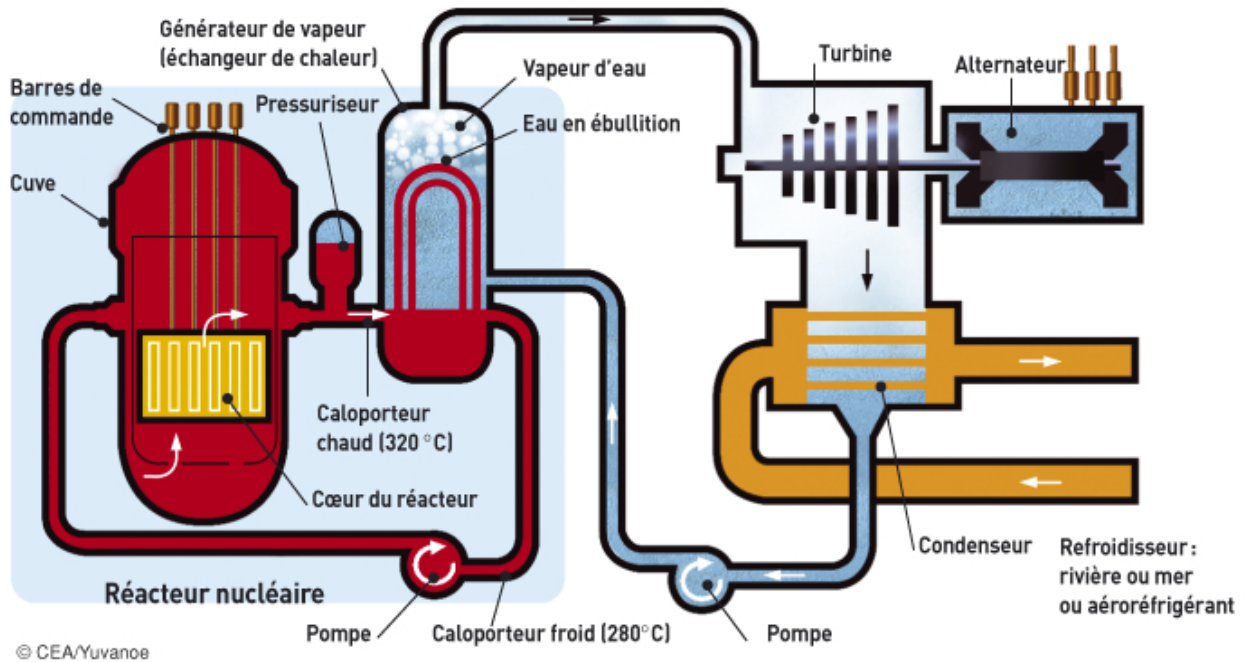 Générateur de vapeur
(échangeur de chaleur)
Vapeur d'eau
Turbine
Alternateur
Barres de
commande
Pressuriseur
Eau en ébullition
Cuve
Caloporteur
chaud (320 °C)
Cœur du réacteur
Condenseur
Refroidisseur :
rivière ou mer
ou aéroréfrigérant
Réacteur nucléaire
Pompe
Caloporteur froid (280°C)
Pompe
© CEA/Yuvanoe